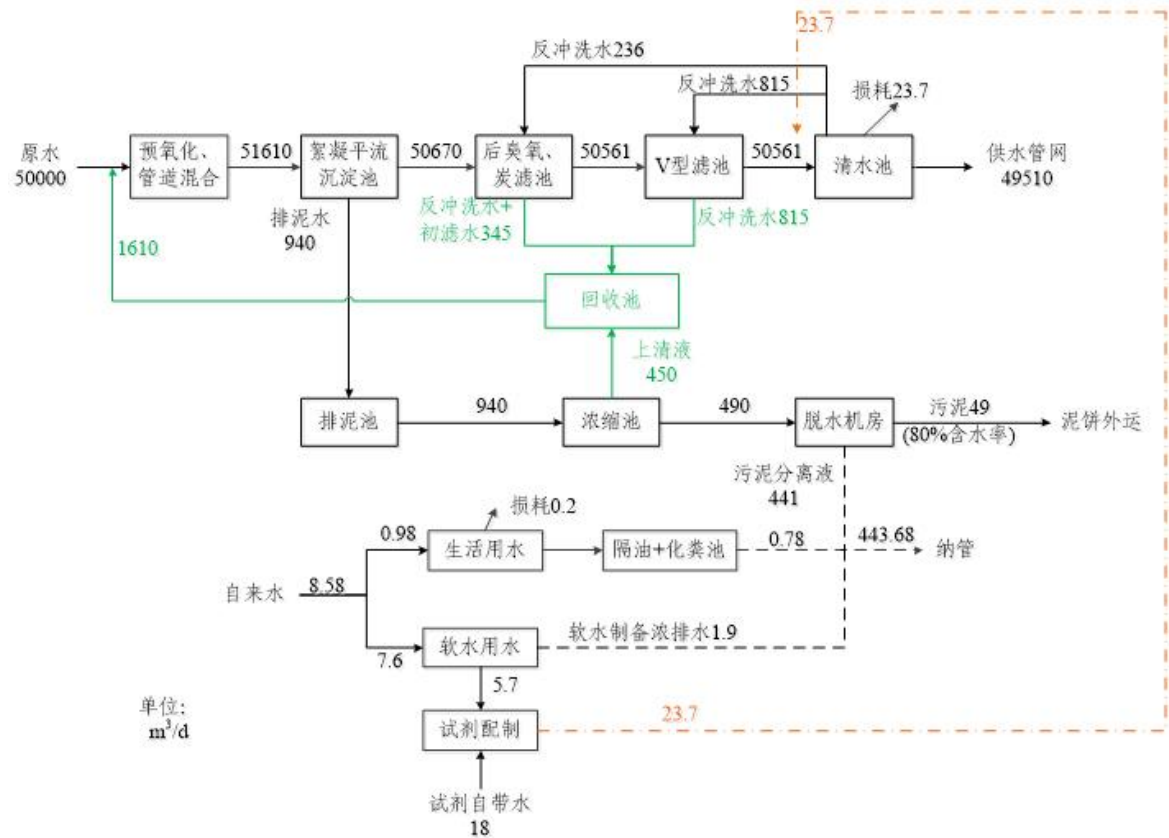 23.7
反冲洗水236
反冲洗水815
损耗23.7
原水
50000
预氧化、
管道混合
51610
絮凝平流
沉淀池
50670
后臭氧、
炭滤池
50561
V型滤池
50561
清水池
供水管网
49510
排泥水
940
反冲洗水+
初滤水345
反冲洗水815
1610
回收池
上清液
450
排泥池
940
浓缩池
490
脱水机房
污泥49
(80%含水率)
泥饼外运
污泥分离液
441
损耗0.2
0.98
生活用水
隔油+化粪池
0.78
443.68
纳管
自来水
8.58
7.6
软水用水
软水制备浓排水1.9
5.7
单位:
m³/d
试剂配制
23.7
试剂自带水
18